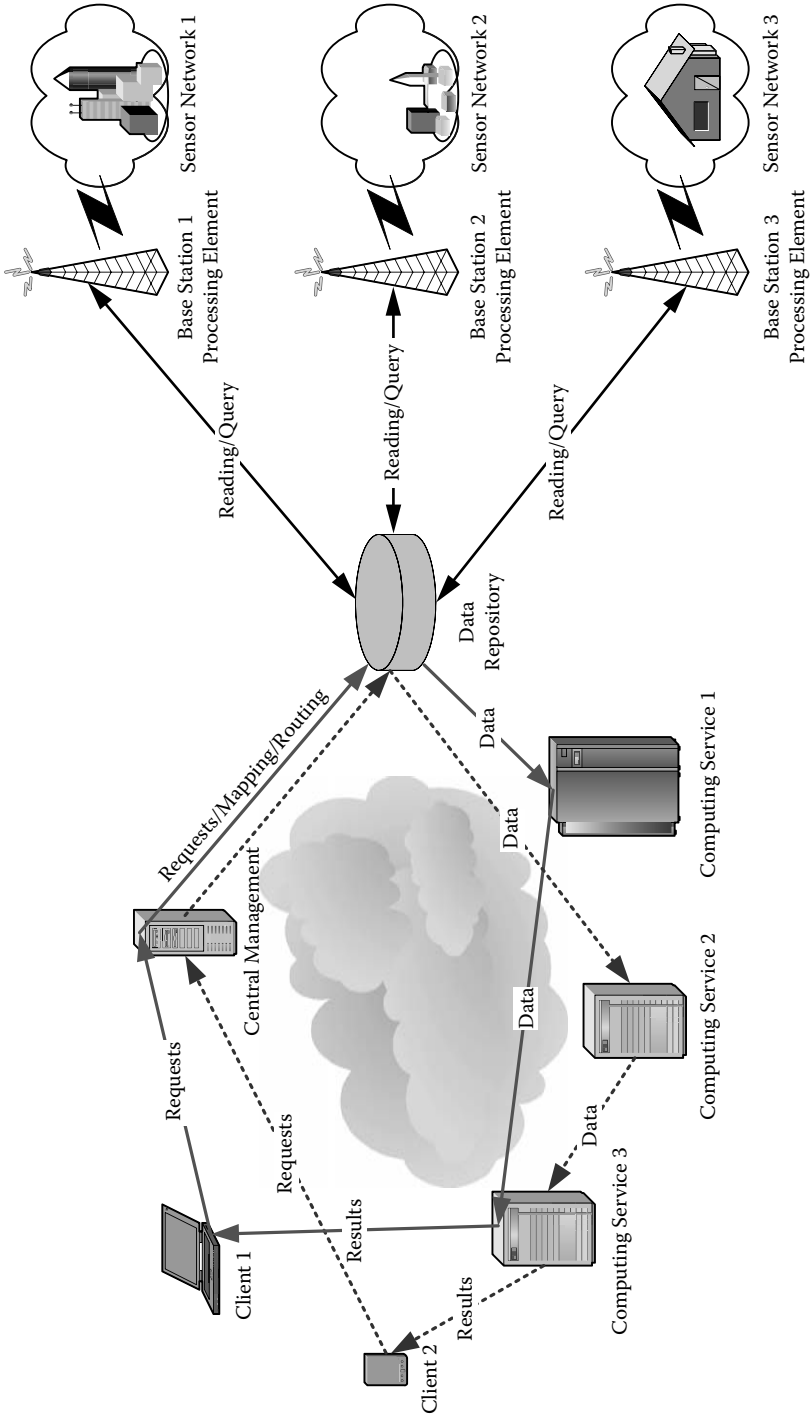 Sensor Network 1
Base Station 1
Processing Element
Sensor Network 2
Base Station 2
Processing Element
Sensor Network 3
Base Station 3
Processing Element
Reading/Query
Reading/Query
Reading/Query
Data
Repository
Requests/Mapping/Routing
Central Management
Requests
Requests
Data
Data
Data
Data
Computing Service 1
Computing Service 2
Computing Service 3
Results
Results
Client 1
Client 2